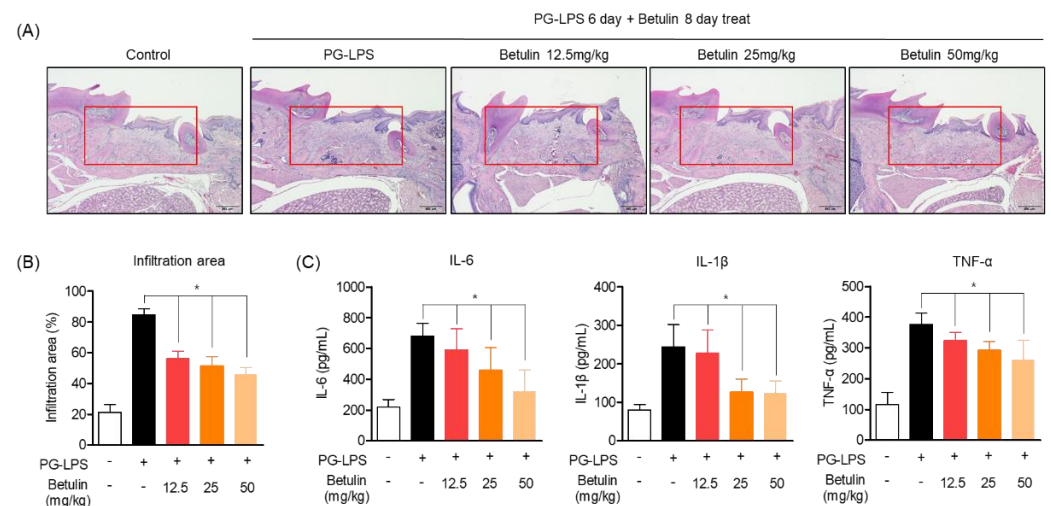 (A)
PG-LPS 6 day + Betulin 8 day treat
Control
PG-LPS
Betulin 12.5mg/kg
Betulin 25mg/kg
Betulin 50mg/kg
(B)
Infiltration area
Infiltration area (%)
100
80
60
40
20
0
*
PG-LPS - + + + +
Betulin (mg/kg) - - 12.5 25 50
(C)
IL-6
IL-6 (pg/mL)
1000
800
600
400
200
0
*
PG-LPS - + + + +
Betulin (mg/kg) - - 12.5 25 50
IL-1β
IL-1β (pg/mL)
400
300
200
100
0
*
PG-LPS - + + + +
Betulin (mg/kg) - - 12.5 25 50
TNF-α
TNF-α (pg/mL)
500
400
300
200
100
0
*
PG-LPS - + + + +
Betulin (mg/kg) - - 12.5 25 50